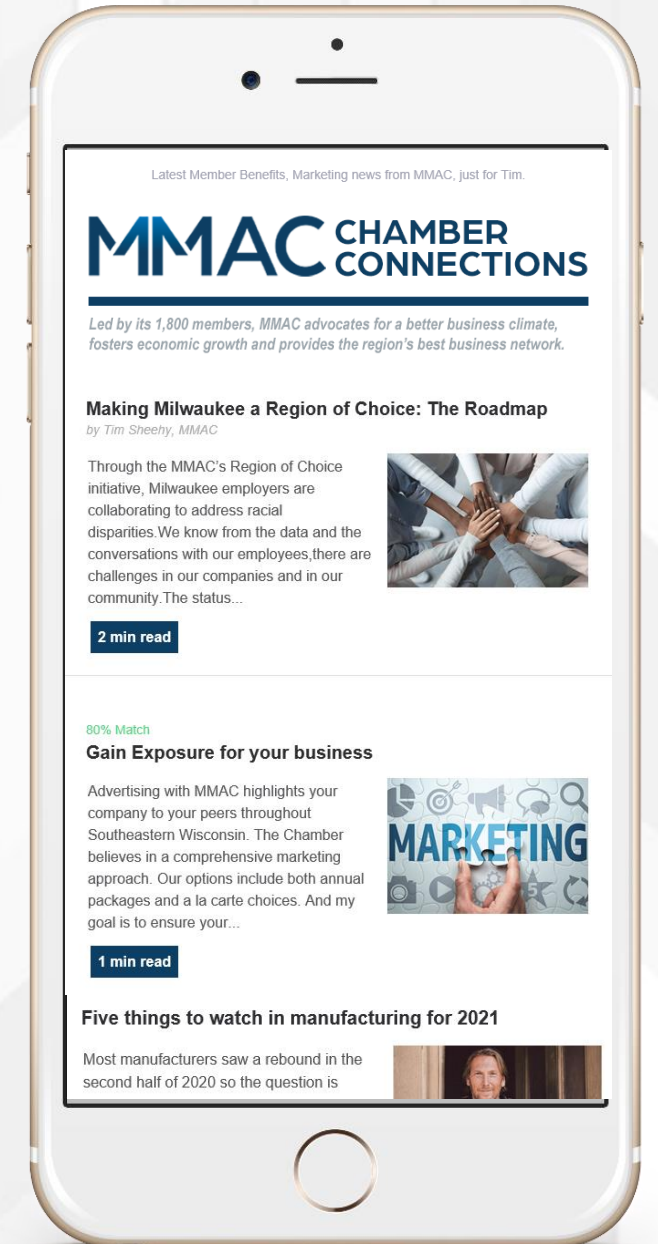 Latest Member Benefits, Marketing news from MMAC, just for Tim.
MMAC CHAMBER
CONNECTIONS
Led by its 1,800 members, MMAC advocates for a better business climate,
fosters economic growth and provides the region's best business network.
Making Milwaukee a Region of Choice: The Roadmap
by Tim Sheehy, MMAC
Through the MMAC's Region of Choice
initiative, Milwaukee employers are
collaborating to address racial
disparities.We know from the data and the
conversations with our employees,there are
challenges in our companies and in our
community.The status...
2 min read
80% Match
Gain Exposure for your business
Advertising with MMAC highlights your
company to your peers throughout
Southeastern Wisconsin. The Chamber
believes in a comprehensive marketing
approach. Our options include both annual
packages and a la carte choices. And my
goal is to ensure your...
MARKETING
5
1 min read
Five things to watch in manufacturing for 2021
Most manufacturers saw a rebound in the
second half of 2020 so the question is